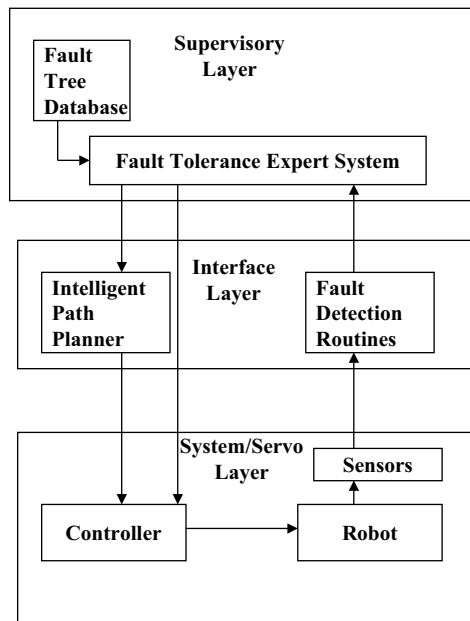 Supervisory
Layer
Fault
Tree
Database
Fault Tolerance Expert System
Interface
Layer
Intelligent
Path
Planner
Fault
Detection
Routines
System/Servo
Layer
Sensors
Controller
Robot